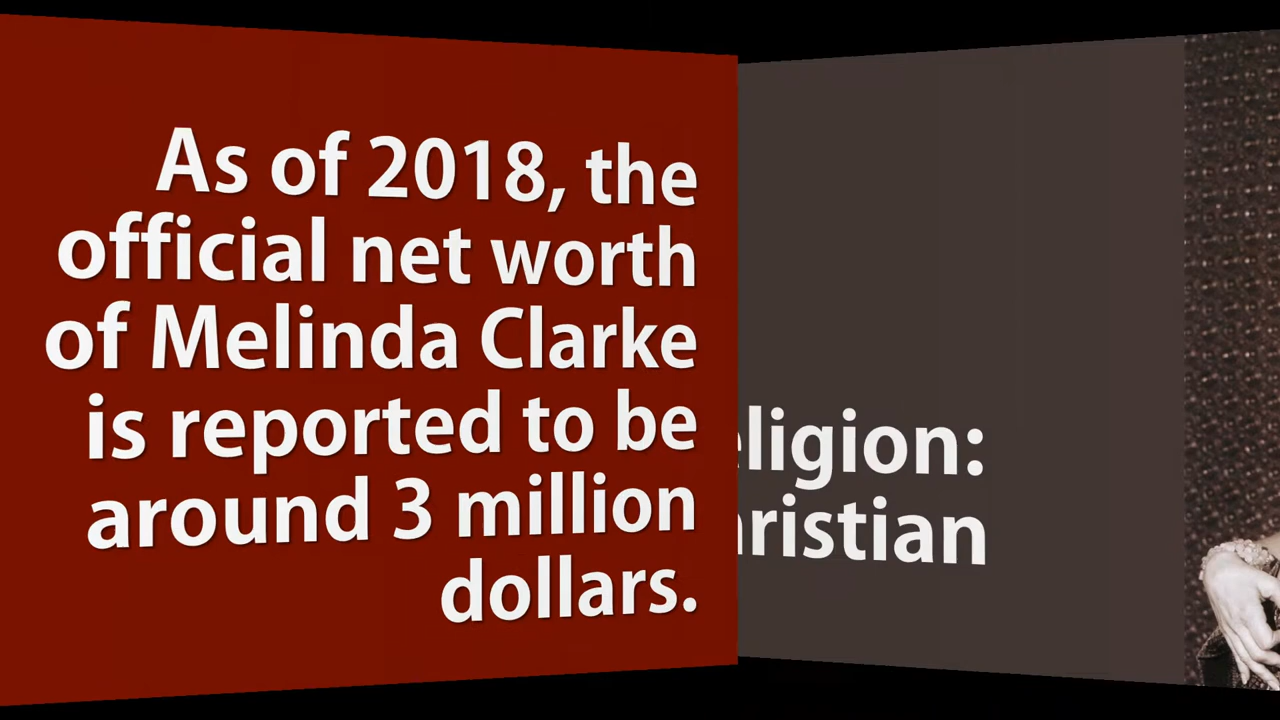 As of 2018, the
official net worth
of Melinda Clarke
is reported to be
around 3 million
dollars.
eligion:
ristian